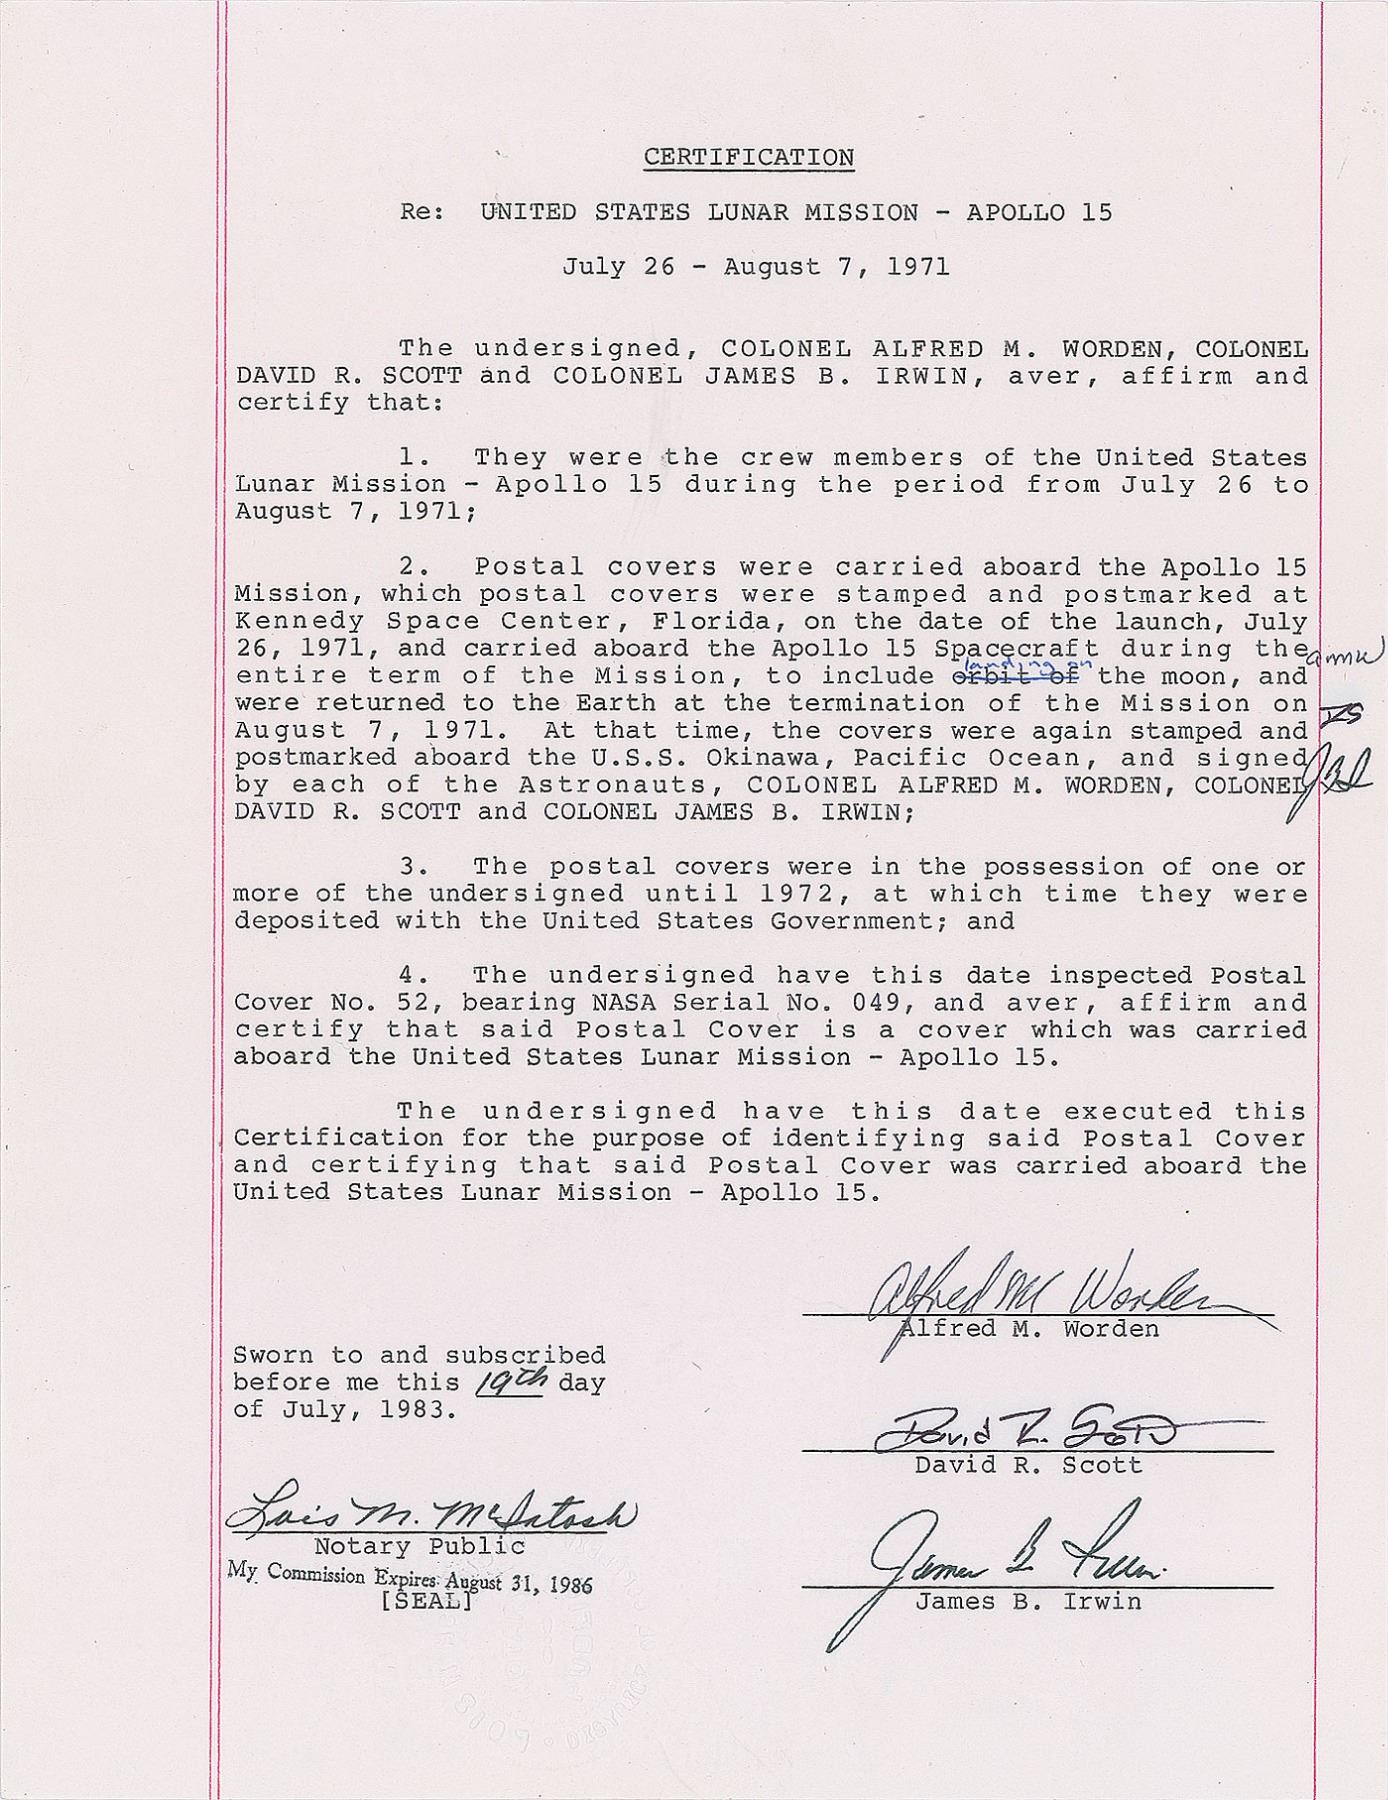 CERTIFICATION
Re: UNITED STATES LUNAR MISSION - APOLLO 15
July 26 - August 7, 1971
The undersigned, COLONEL ALFRED M. WORDEN, COLONEL
DAVID R. SCOTT and COLONEL JAMES B. IRWIN, aver, affirm and
certify that:
1. They were the crew members of the United States
Lunar Mission - Apollo 15 during the period from July 26 to
August 7, 1971;
2. Postal covers were carried aboard the Apollo 15
Mission, which postal covers were stamped and postmarked at
Kennedy Space Center, Florida, on the date of the launch, July
26, 1971, and carried aboard the Apollo 15 Spacecraft during the amw
landing on
entire term of the Mission, to include orbit of the moon, and
were returned to the Earth at the termination of the Mission on
DS
August 7, 1971. At that time, the covers were again stamped and
postmarked aboard the U.S.S. Okinawa, Pacific Ocean, and signed
JBI
by each of the Astronauts, COLONEL ALFRED M. WORDEN, COLONEL
DAVID R. SCOTT and COLONEL JAMES B. IRWIN;
3. The postal covers were in the possession of one or
more of the undersigned until 1972, at which time they were
deposited with the United States Government; and
4. The undersigned have this date inspected Postal
Cover No. 52, bearing NASA Serial No. 049, and aver, affirm and
certify that said Postal Cover is a cover which was carried
aboard the United States Lunar Mission - Apollo 15.
The undersigned have this date executed this
Certification for the purpose of identifying said Postal Cover
and certifying that said Postal Cover was carried aboard the
United States Lunar Mission - Apollo 15.
Alfred M Worden
Alfred M. Worden
Sworn to and subscribed
before me this 19th day
of July, 1983.
David R. Scott
David R. Scott
Lois M. McIntosh
Notary Public
My Commission Expires August 31, 1986
[SEAL]
James B Irwin
James B. Irwin